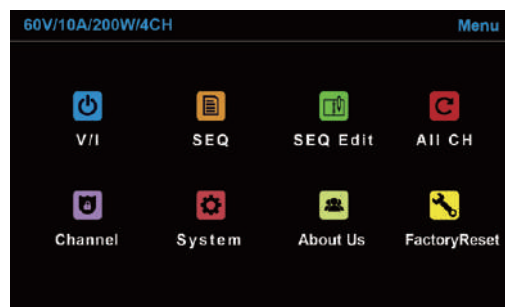 60V/10A/200W/4CH Menu
V/I SEQ SEQ Edit All CH
Channel System About Us FactoryReset